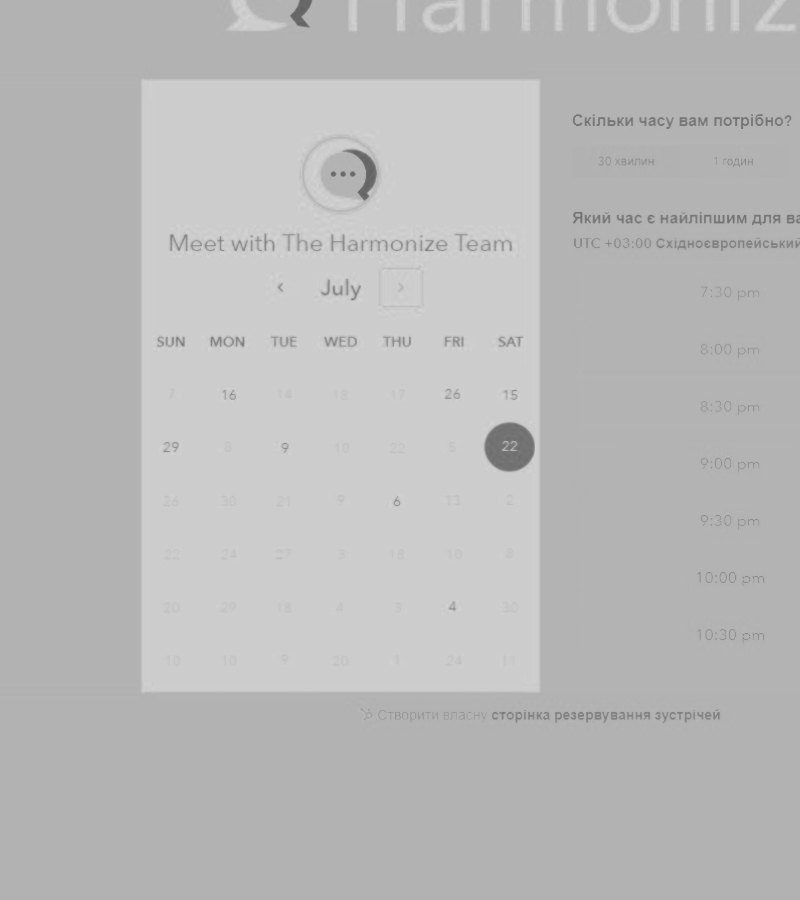 Harmoniz
Meet with The Harmonize Team
‹ July ›
SUN MON TUE WED THU FRI SAT
7 16 14 18 17 26 15
29 8 9 10 22 5 22
26 30 21 9 6 13 2
22 24 27 3 18 10 8
20 29 18 4 3 4 30
18 10 9 20 1 24 11
Скільки часу вам потрібно?
30 хвилин 1 годин
Який час є найліпшим для ва
UTC +03:00 Східноєвропейський
7:30 pm
8:00 pm
8:30 pm
9:00 pm
9:30 pm
10:00 pm
10:30 pm
Створити власну сторінка резервування зустрічей